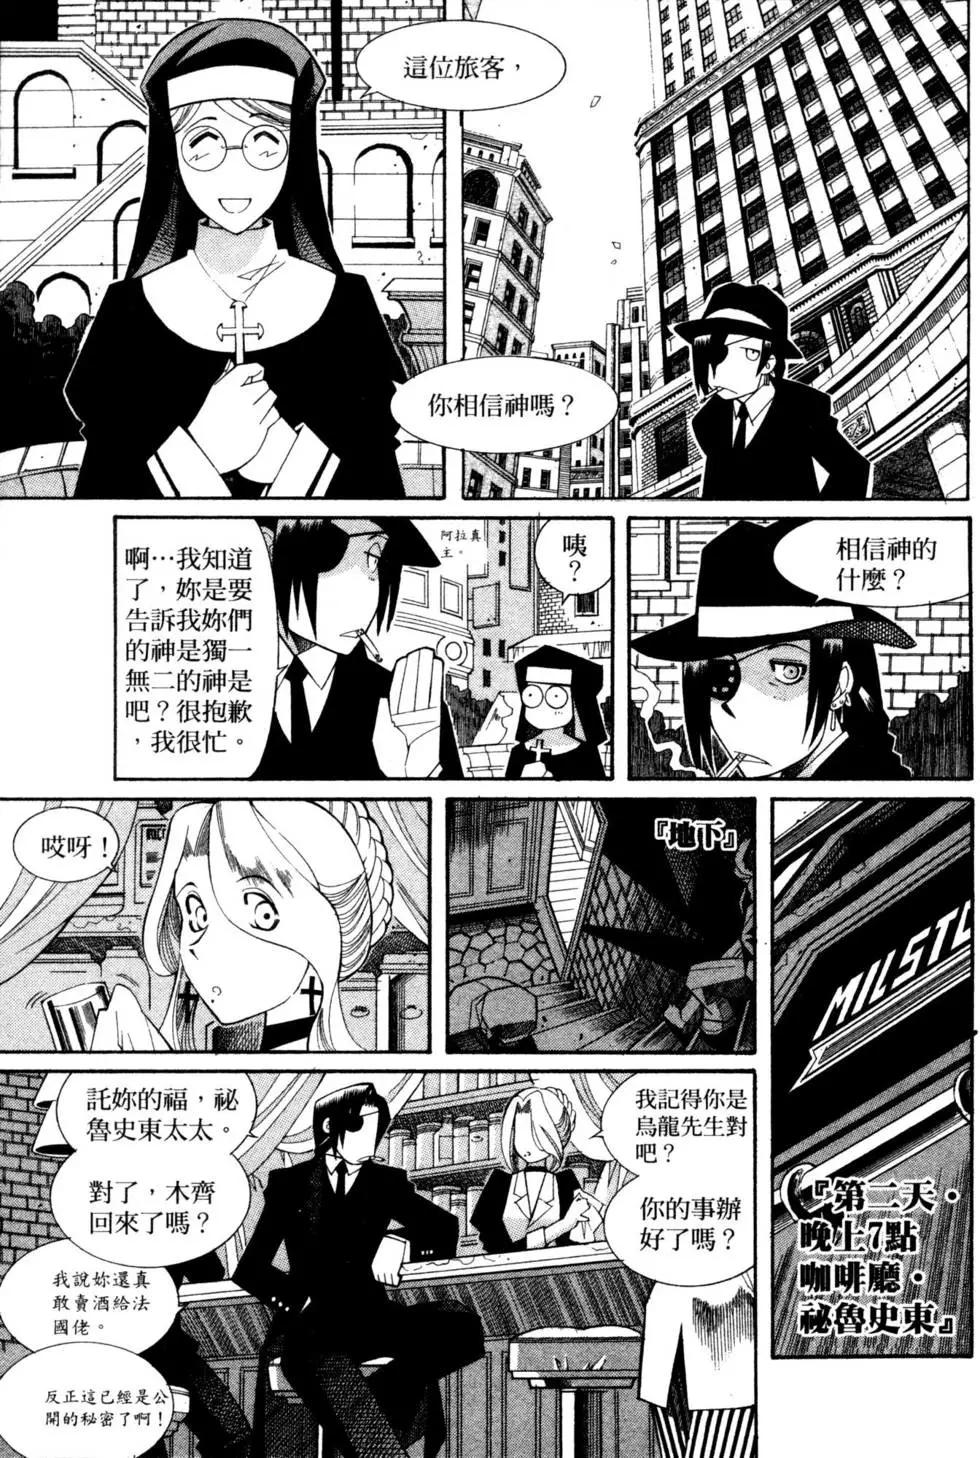 這位旅客，
你相信神嗎？
相信神的
什麼？
咦
？
阿拉真
主。
啊…我知道
了，妳是要
告訴我妳們
的神是獨一
無二的神是
吧？很抱歉
，我很忙。
MILSTO
『第二天・
晚上7點
咖啡廳・
祕魯史東』
『地下』
哎呀！
我記得你是
烏龍先生對
吧？
你的事辦
好了嗎？
託妳的福，祕
魯史東太太。
對了，木齊
回來了嗎？
我說妳還真
敢賣酒給法
國佬。
反正這已經是公
開的秘密了啊！